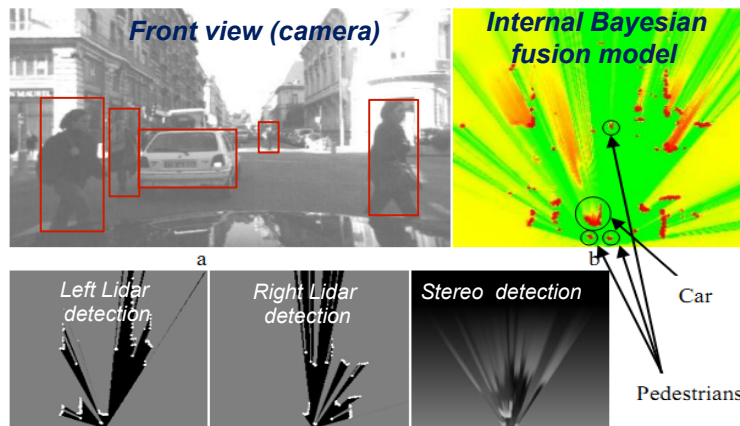 Front view (camera)
Internal Bayesian
fusion model
a
b
Left Lidar
detection
Right Lidar
detection
Stereo detection
Car
Pedestrians